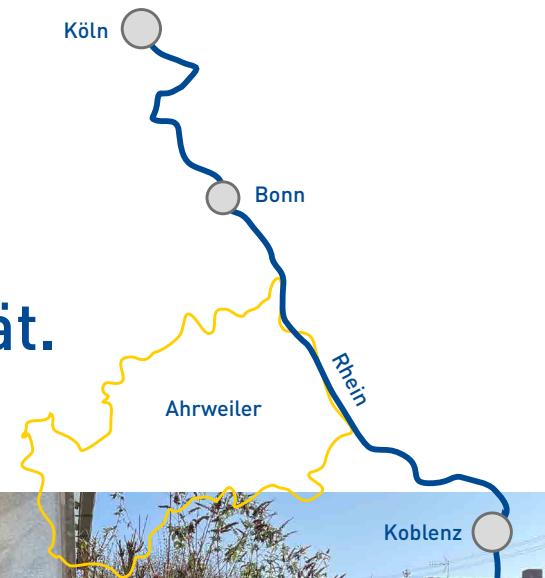 Köln
Bonn
ät.
Rhein
Ahrweiler
Koblenz